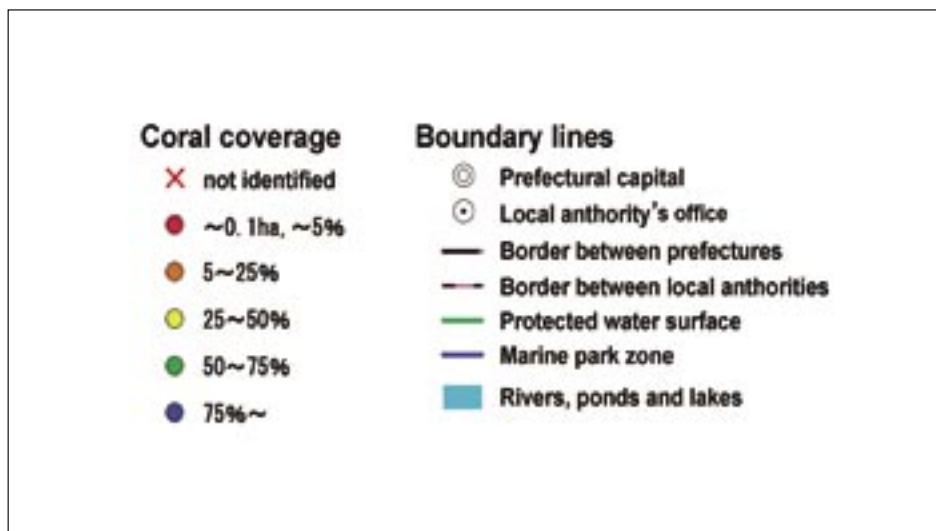 Coral coverage
not identified
～0. 1ha, ～5%
5～25%
25～50%
50～75%
75%～
Boundary lines
Prefectural capital
Local anthority's office
Border between prefectures
Border between local anthorities
Protected water surface
Marine park zone
Rivers, ponds and lakes